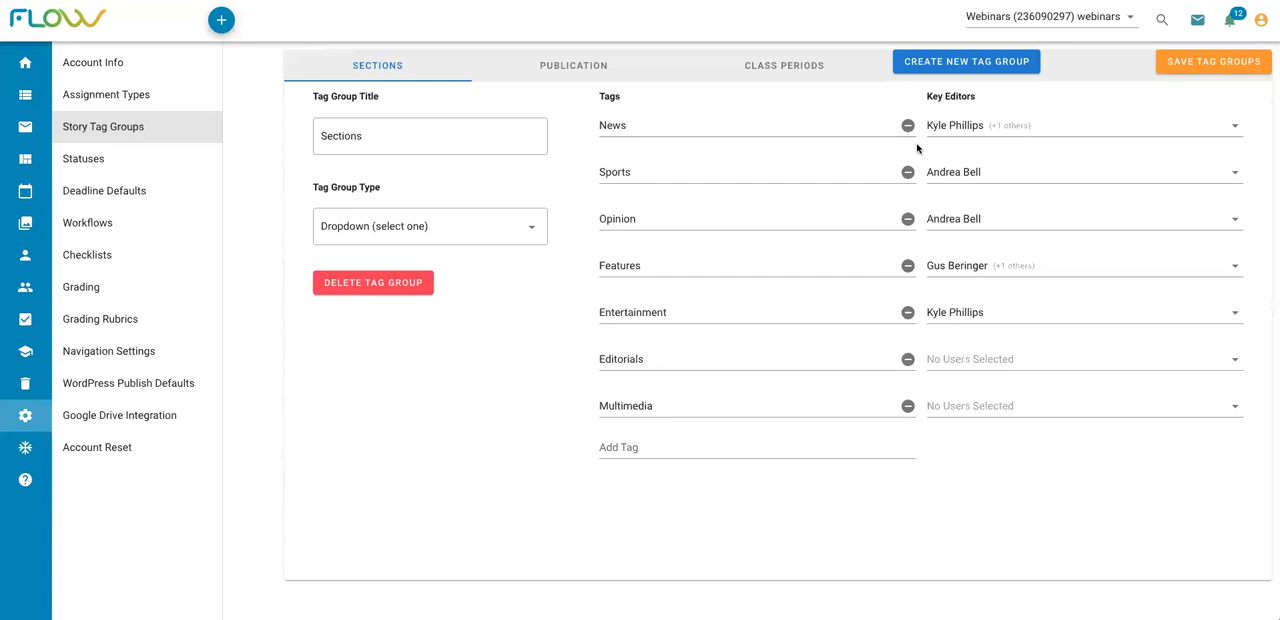 FLOW
+
Webinars (236090297) webinars
12
Account Info
Assignment Types
Story Tag Groups
Statuses
Deadline Defaults
Workflows
Checklists
Grading
Grading Rubrics
Navigation Settings
WordPress Publish Defaults
Google Drive Integration
Account Reset
SECTIONS
PUBLICATION
CLASS PERIODS
CREATE NEW TAG GROUP
SAVE TAG GROUPS
Tag Group Title
Sections
Tag Group Type
Dropdown (select one)
DELETE TAG GROUP
Tags
Key Editors
News
Kyle Phillips (+1 others)
Sports
Andrea Bell
Opinion
Andrea Bell
Features
Gus Beringer (+1 others)
Entertainment
Kyle Phillips
Editorials
No Users Selected
Multimedia
No Users Selected
Add Tag